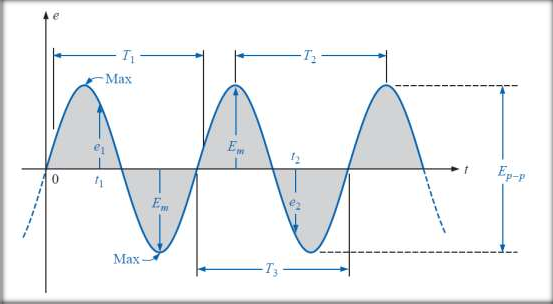 e
T₁
T₂
Max
e₁
Eₘ
t₂
0
t₁
t
Eₘ
e₂
Eₚ₋ₚ
Max
T₃